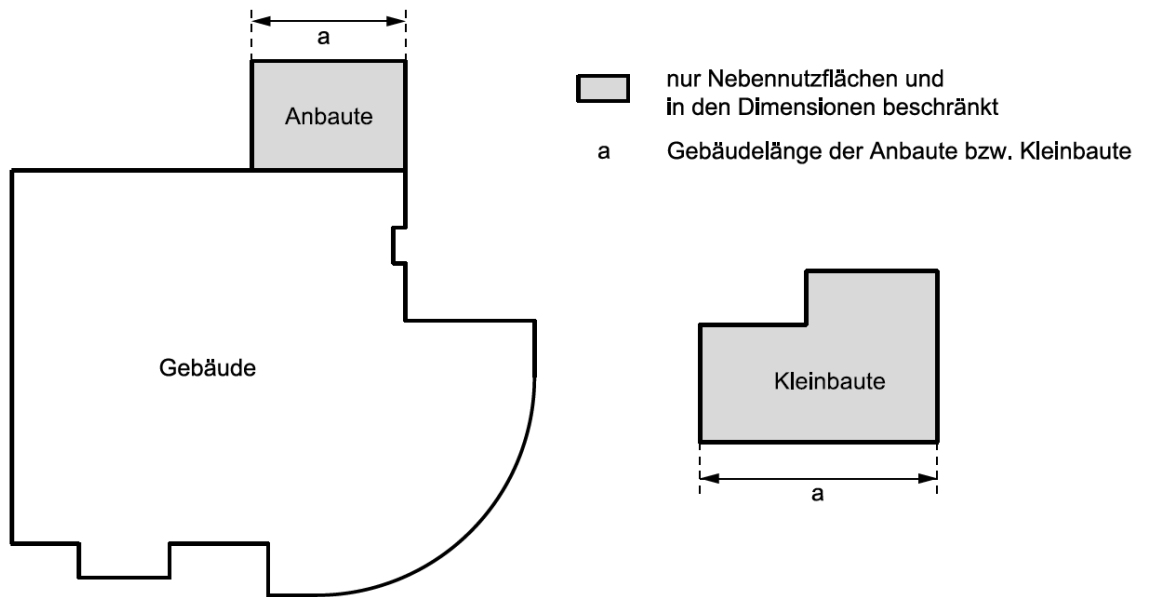 a
Anbaute
nur Nebennutzflächen und
in den Dimensionen beschränkt
a Gebäudelänge der Anbaute bzw. Kleinbaute
Gebäude
Kleinbaute
a